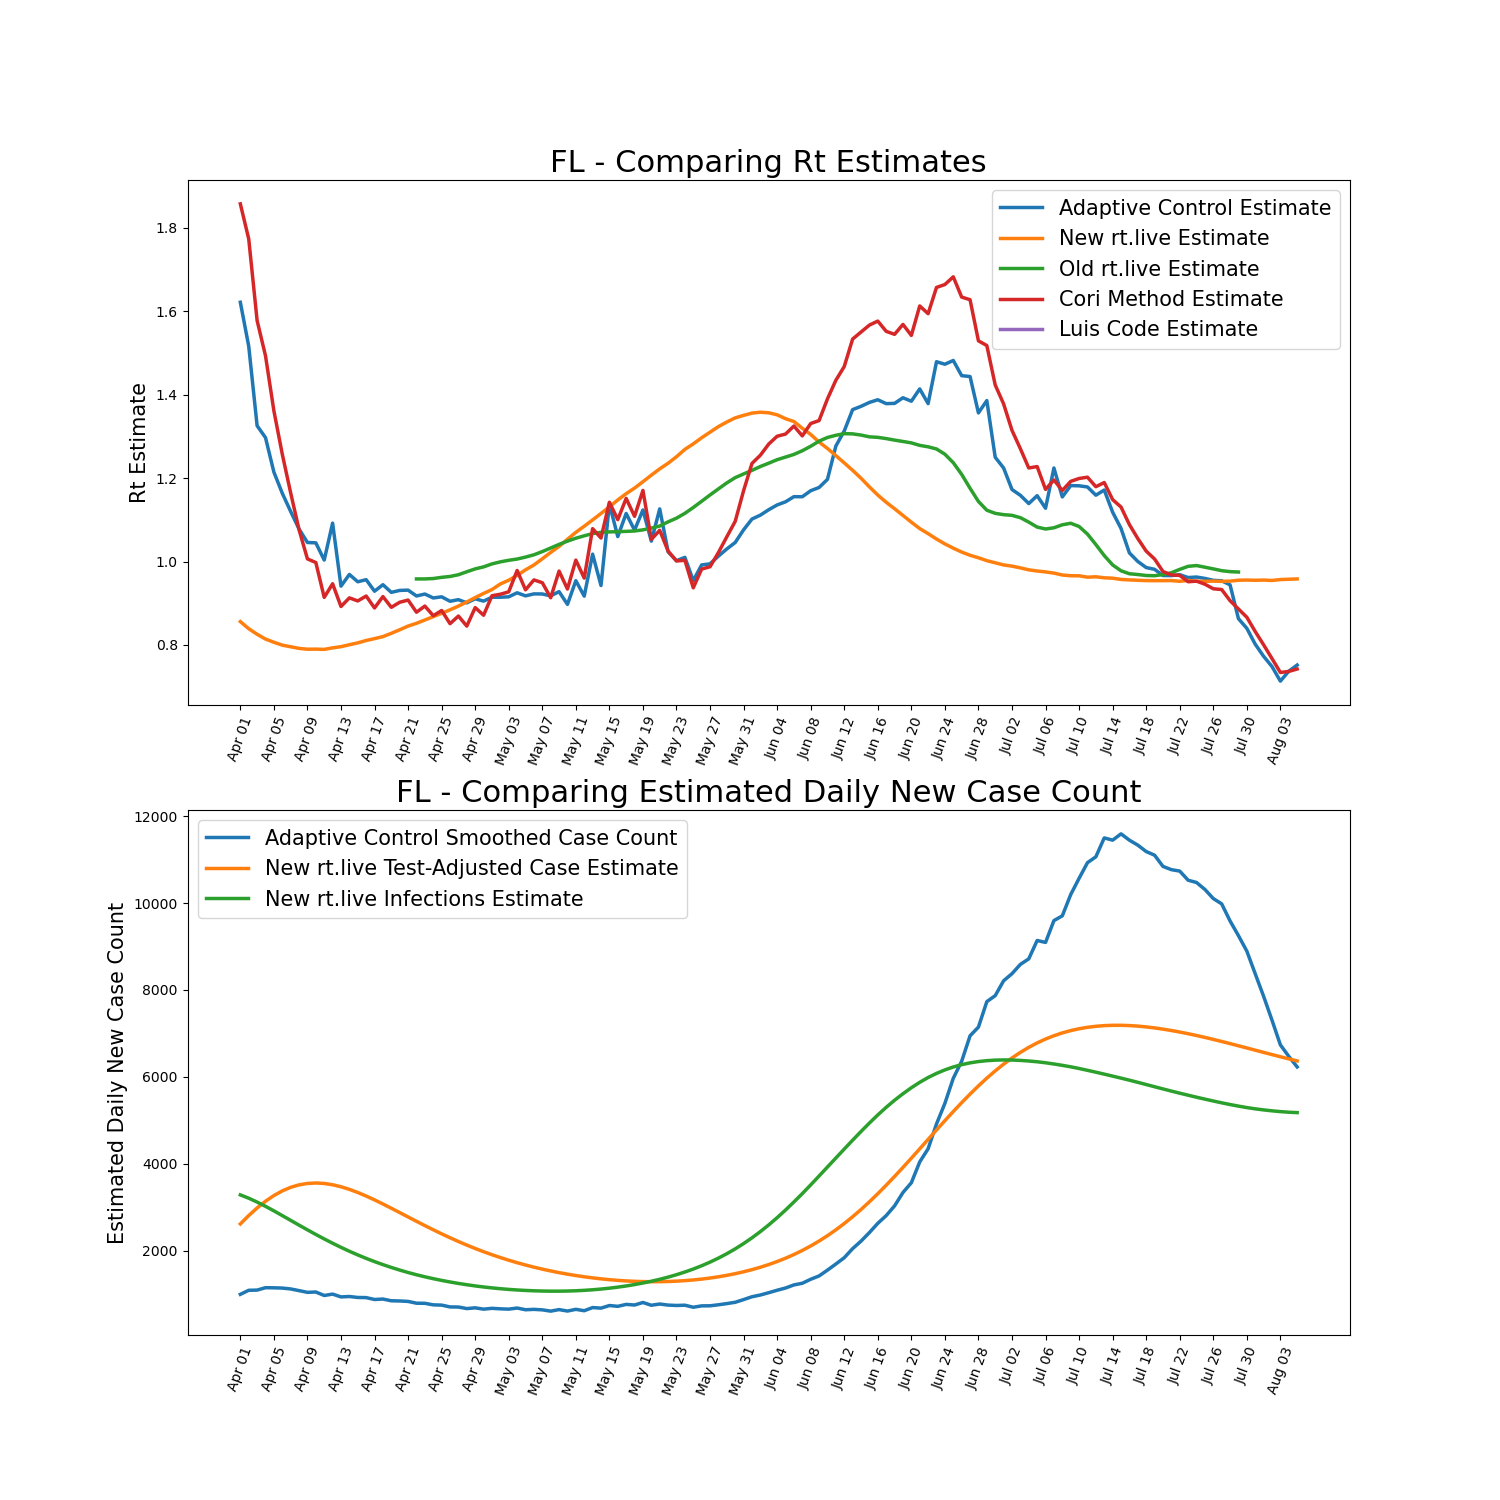 FL - Comparing Rt Estimates
Rt Estimate
1.8
1.6
1.4
1.2
1.0
0.8
Adaptive Control Estimate
New rt.live Estimate
Old rt.live Estimate
Cori Method Estimate
Luis Code Estimate
Apr 01
Apr 05
Apr 09
Apr 13
Apr 17
Apr 21
Apr 25
Apr 29
May 03
May 07
May 11
May 15
May 19
May 23
May 27
May 31
Jun 04
Jun 08
Jun 12
Jun 16
Jun 20
Jun 24
Jun 28
Jul 02
Jul 06
Jul 10
Jul 14
Jul 18
Jul 22
Jul 26
Jul 30
Aug 03
FL - Comparing Estimated Daily New Case Count
Estimated Daily New Case Count
12000
10000
8000
6000
4000
2000
Adaptive Control Smoothed Case Count
New rt.live Test-Adjusted Case Estimate
New rt.live Infections Estimate
Apr 01
Apr 05
Apr 09
Apr 13
Apr 17
Apr 21
Apr 25
Apr 29
May 03
May 07
May 11
May 15
May 19
May 23
May 27
May 31
Jun 04
Jun 08
Jun 12
Jun 16
Jun 20
Jun 24
Jun 28
Jul 02
Jul 06
Jul 10
Jul 14
Jul 18
Jul 22
Jul 26
Jul 30
Aug 03